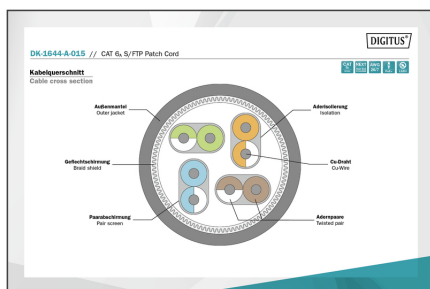 DIGITUS®
DK-1644-A-015 // CAT 6A S/FTP Patch Cord
Kabelquerschnitt
Cable cross section
Außenmantel
Outer jacket
Aderisolierung
Isolation
Geflechtschirmung
Braid shield
Cu-Draht
Cu-Wire
Paarabschirmung
Pair screen
Adernpaare
Twisted pair